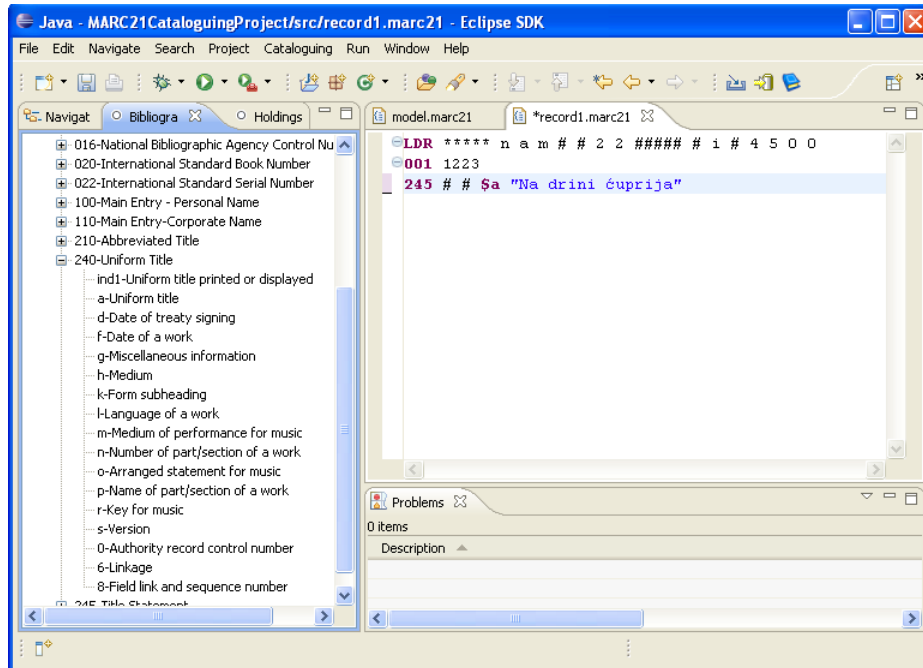 Java - MARC21CataloguingProject/src/record1.marc21 - Eclipse SDK
File Edit Navigate Search Project Cataloguing Run Window Help
Navigat Bibliogra Holdings
016-National Bibliographic Agency Control Nu
020-International Standard Book Number
022-International Standard Serial Number
100-Main Entry - Personal Name
110-Main Entry-Corporate Name
210-Abbreviated Title
240-Uniform Title
ind1-Uniform title printed or displayed
a-Uniform title
d-Date of treaty signing
f-Date of a work
g-Miscellaneous information
h-Medium
k-Form subheading
l-Language of a work
m-Medium of performance for music
n-Number of part/section of a work
o-Arranged statement for music
p-Name of part/section of a work
r-Key for music
s-Version
0-Authority record control number
6-Linkage
8-Field link and sequence number
245-Title Statement
model.marc21 *record1.marc21
LDR ***** n a m # # 2 2 ##### # i # 4 5 0 0
001 1223
245 # # $a "Na drini ćuprija"
Problems
0 items
Description